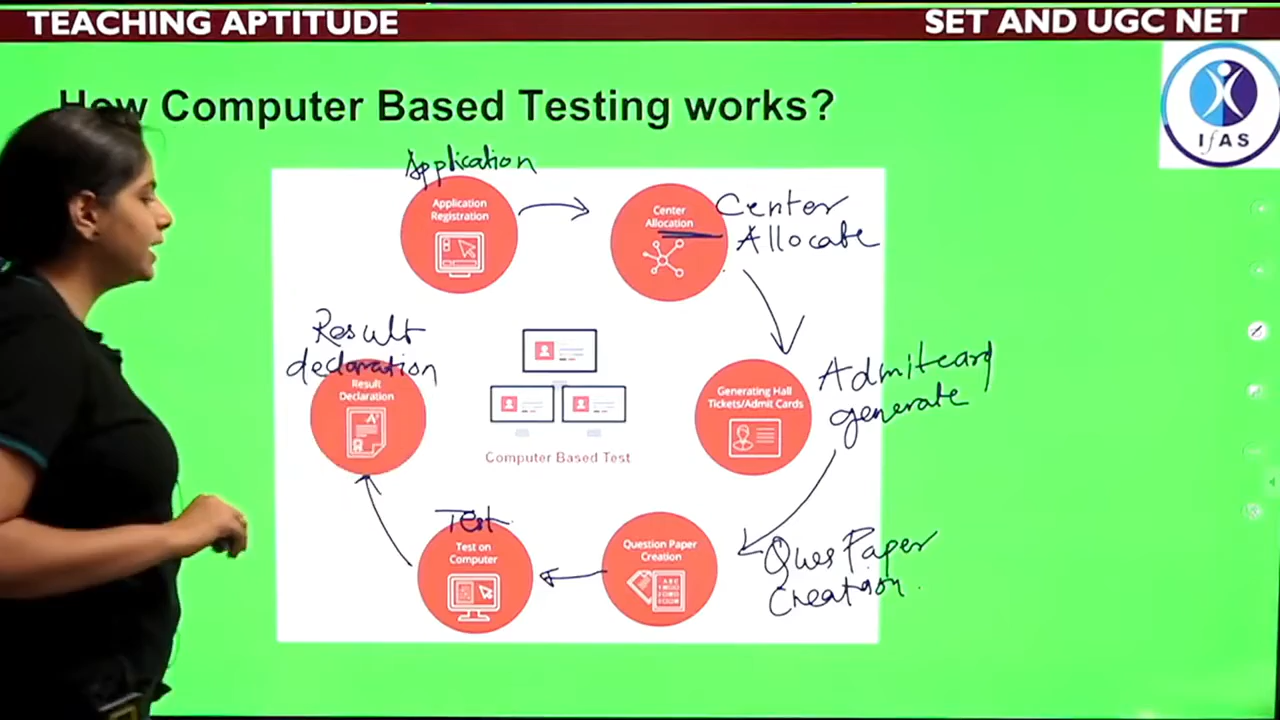 TEACHING APTITUDE
SET AND UGC NET
How Computer Based Testing works?
IfAS
Application
Application
Registration
Center
Allocation
Center
Allocate
Generating Hall
Tickets/Admit Cards
Admitcard
generate
Question Paper
Creation
Ques Paper
Creation.
Test
Test on
Computer
Result
declaration
Result
Declaration
A+
Computer Based Test